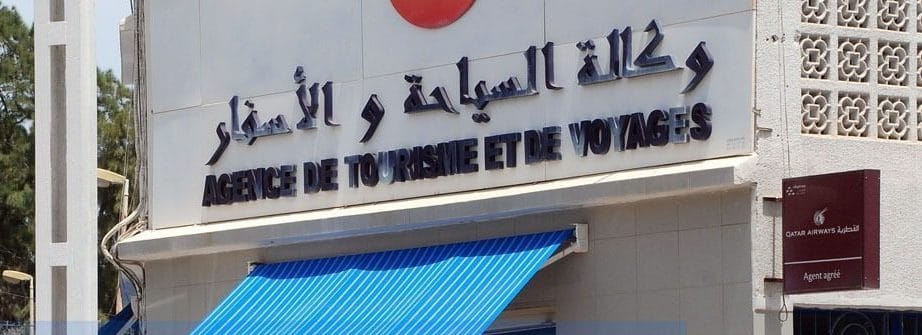 وكالة السياحة و الأسفار
AGENCE DE TOURISME ET DE VOYAGES
QATAR AIRWAYS القطرية
Agent agréé